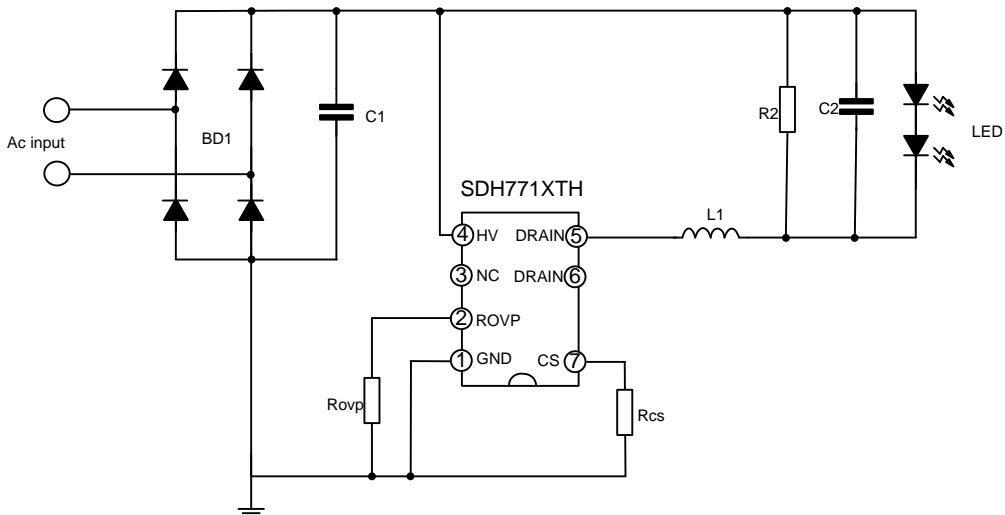 Ac input
BD1
C1
R2
C2
LED
SDH771XTH
L1
4 HV
DRAIN 5
3 NC
DRAIN 6
2 ROVP
1 GND
CS 7
Rovp
Rcs